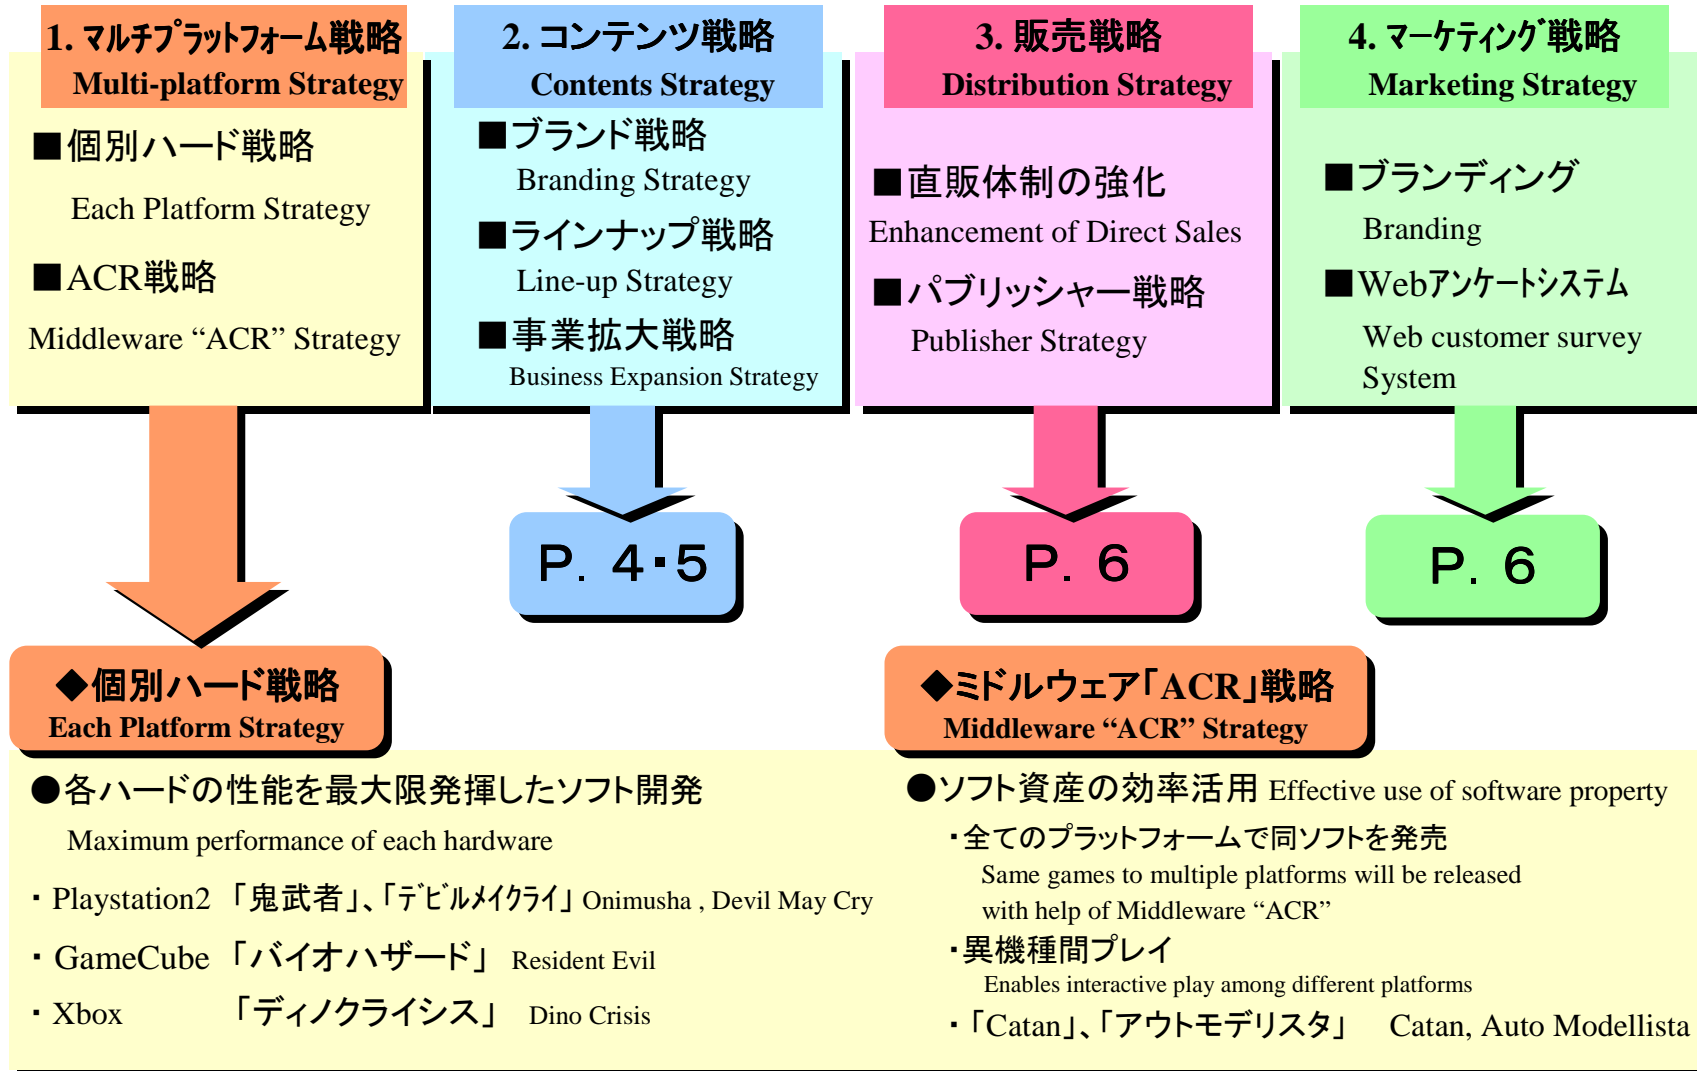 1. マルチプラットフォーム戦略
Multi-platform Strategy
■個別ハード戦略
Each Platform Strategy
■ACR戦略
Middleware “ACR” Strategy
2. コンテンツ戦略
Contents Strategy
■ブランド戦略
Branding Strategy
■ラインナップ戦略
Line-up Strategy
■事業拡大戦略
Business Expansion Strategy
3. 販売戦略
Distribution Strategy
■直販体制の強化
Enhancement of Direct Sales
■パブリッシャー戦略
Publisher Strategy
4. マーケティング戦略
Marketing Strategy
■ブランディング
Branding
■Webアンケートシステム
Web customer survey
System
P. 4・5
P. 6
P. 6
◆個別ハード戦略
Each Platform Strategy
●各ハードの性能を最大限発揮したソフト開発
Maximum performance of each hardware
・Playstation2 「鬼武者」、「デビルメイクライ」 Onimusha , Devil May Cry
・GameCube 「バイオハザード」 Resident Evil
・Xbox 「ディノクライシス」 Dino Crisis
◆ミドルウェア「ACR」戦略
Middleware “ACR” Strategy
●ソフト資産の効率活用 Effective use of software property
・全てのプラットフォームで同ソフトを発売
Same games to multiple platforms will be released
with help of Middleware “ACR”
・異機種間プレイ
Enables interactive play among different platforms
・「Catan」、「アウトモデリスタ」 Catan, Auto Modellista